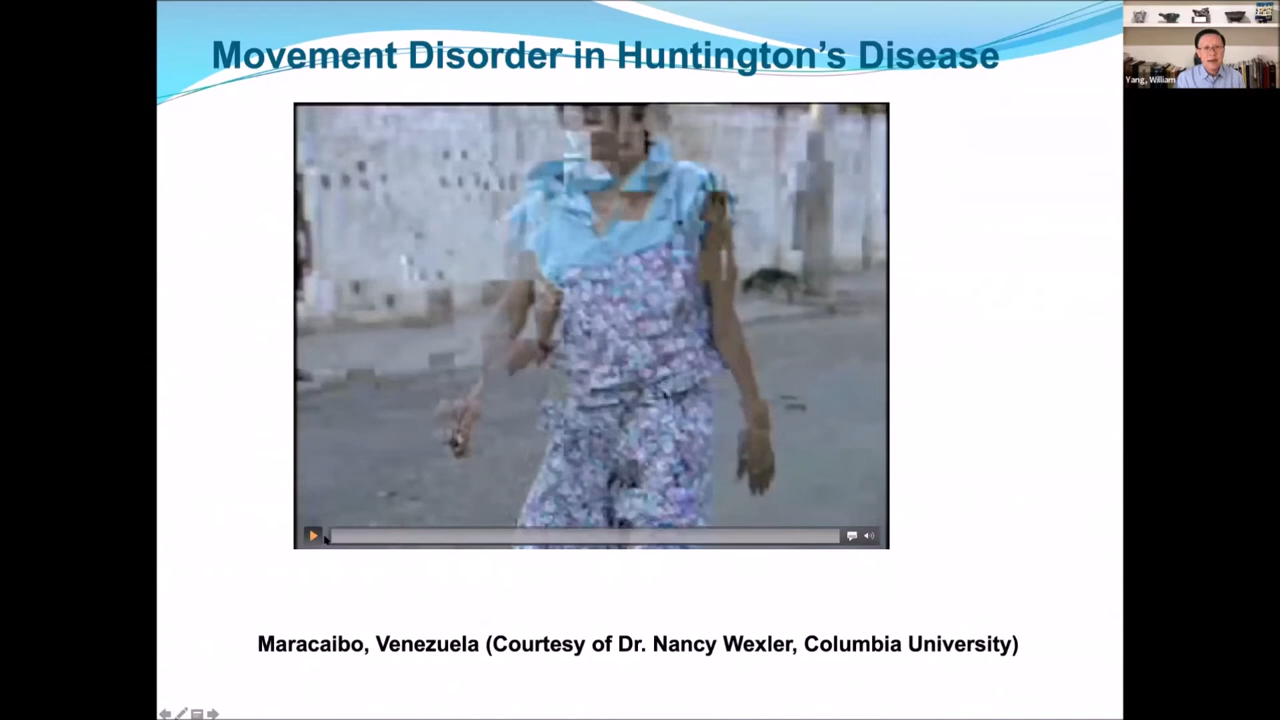 Movement Disorder in Huntington's Disease
Yang, William
Maracaibo, Venezuela (Courtesy of Dr. Nancy Wexler, Columbia University)